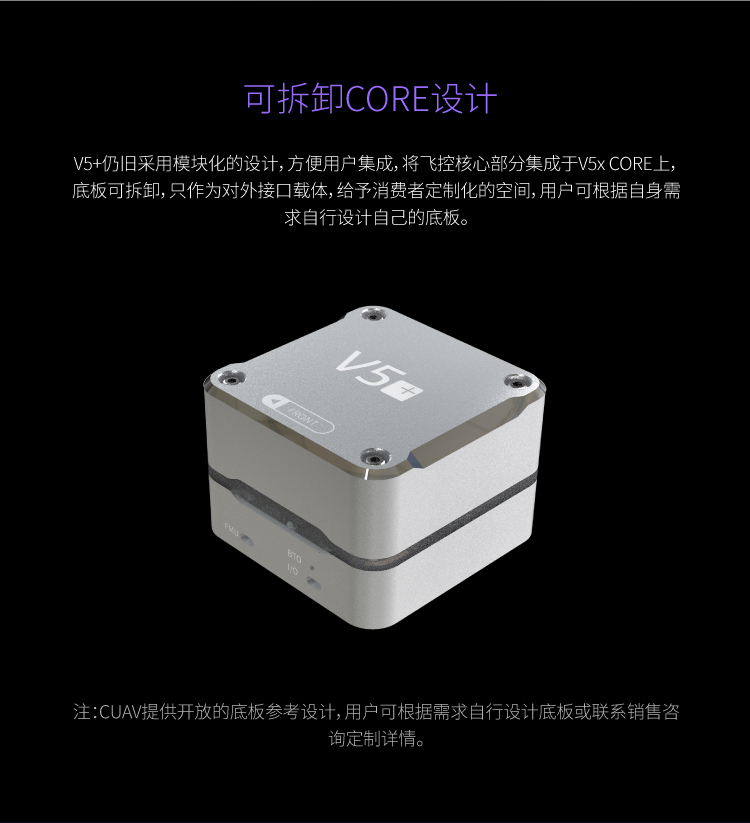 可拆卸CORE设计
V5+仍旧采用模块化的设计，方便用户集成，将飞控核心部分集成于V5x CORE上，
底板可拆卸，只作为对外接口载体，给予消费者定制化的空间，用户可根据自身需
求自行设计自己的底板。
V5+
FRONT
FMU
BTO
I/O
注：CUAV提供开放的底板参考设计，用户可根据需求自行设计底板或联系销售咨
询定制详情。